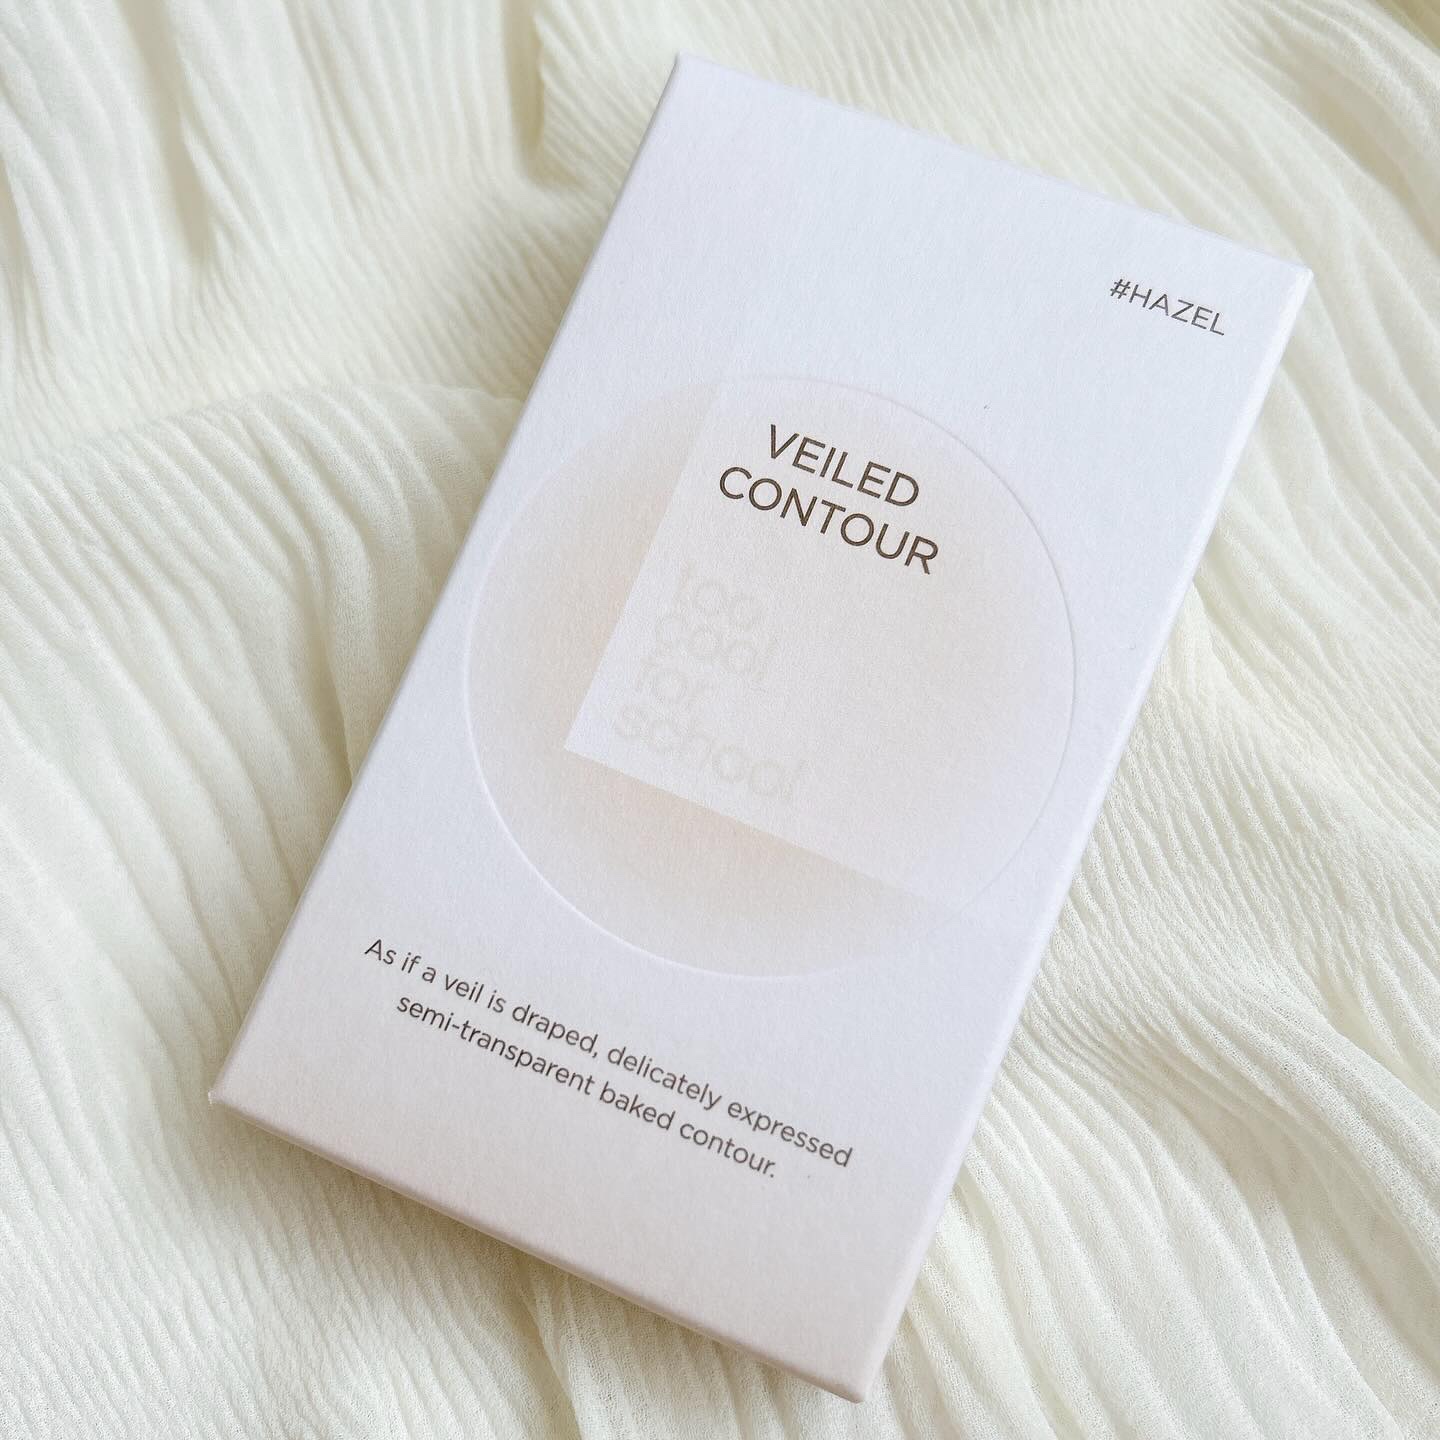 #HAZEL
VEILED
CONTOUR
too
cool
for
school
As if a veil is draped, delicately expressed
semi-transparent baked contour.